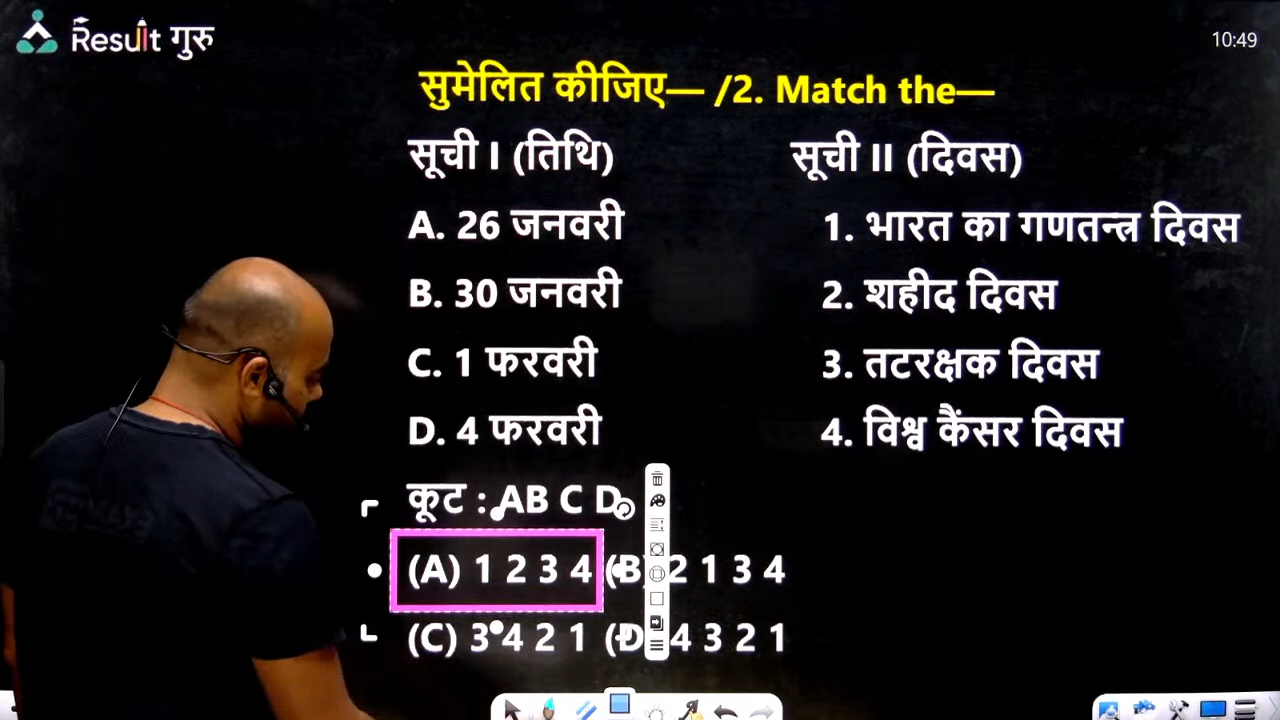 Result गुरु
10:49
सुमेलित कीजिए— /2. Match the—
सूची I (तिथि) सूची II (दिवस)
A. 26 जनवरी 1. भारत का गणतन्त्र दिवस
B. 30 जनवरी 2. शहीद दिवस
C. 1 फरवरी 3. तटरक्षक दिवस
D. 4 फरवरी 4. विश्व कैंसर दिवस
कूट : AB C D
(A) 1 2 3 4 (B) 2 1 3 4
(C) 3 4 2 1 (D) 4 3 2 1